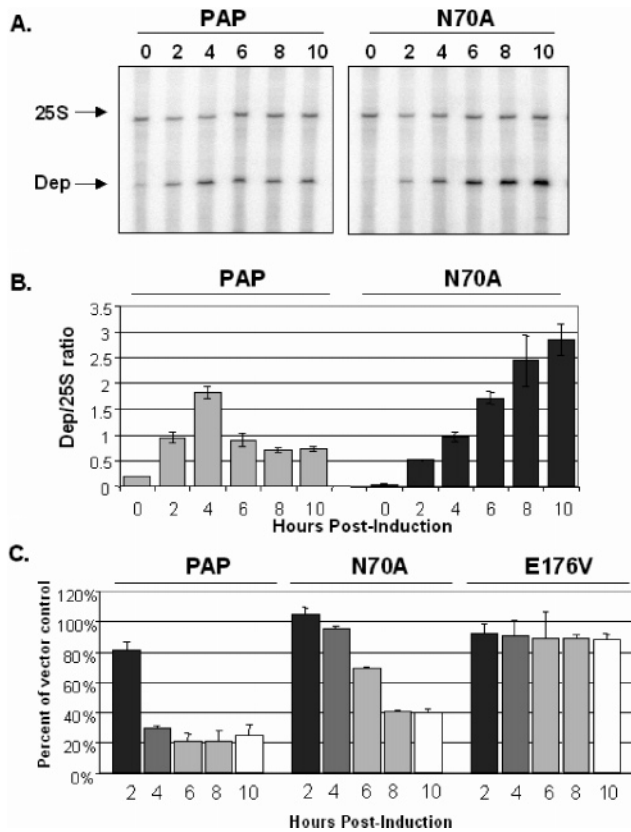 A.
PAP
N70A
0 2 4 6 8 10
0 2 4 6 8 10
25S
Dep
B.
PAP
N70A
Dep/25S ratio
3.5
3
2.5
2
1.5
1
0.5
0
0 2 4 6 8 10
0 2 4 6 8 10
Hours Post-Induction
C.
PAP
N70A
E176V
Percent of vector control
120%
100%
80%
60%
40%
20%
0%
2 4 6 8 10
2 4 6 8 10
2 4 6 8 10
Hours Post-Induction